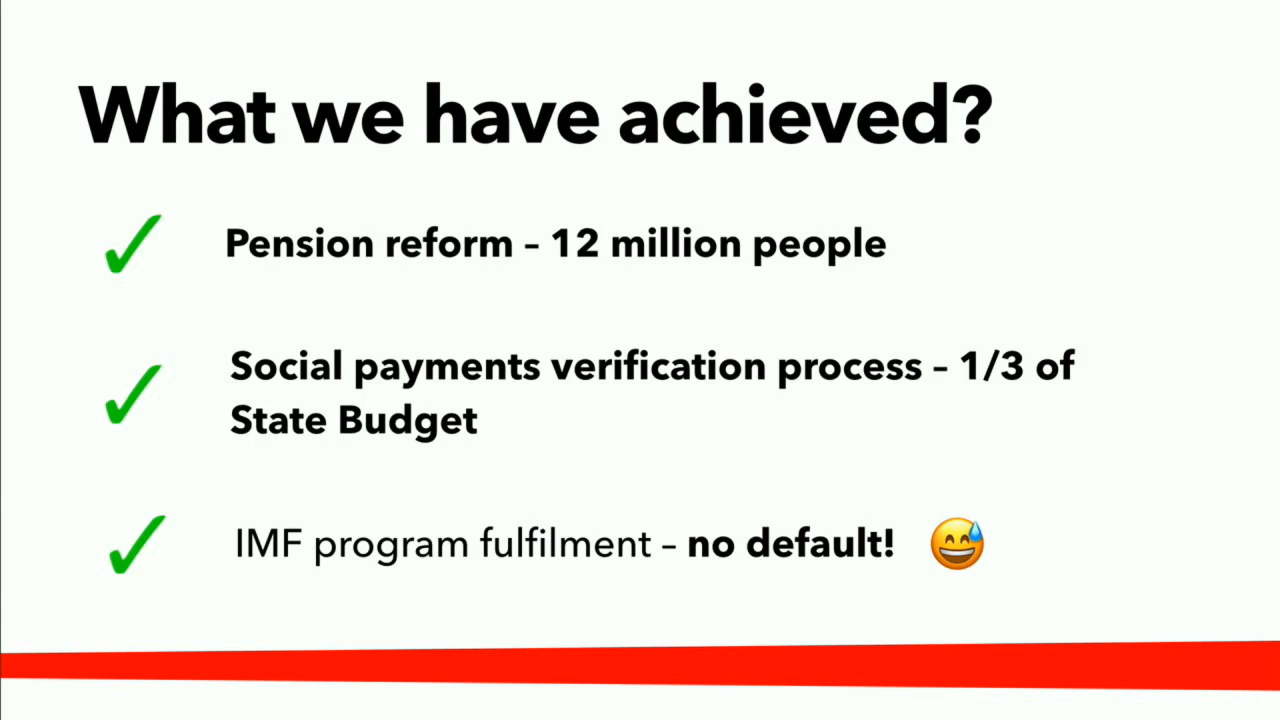 What we have achieved?
Pension reform – 12 million people
Social payments verification process – 1/3 of
State Budget
IMF program fulfilment – no default!